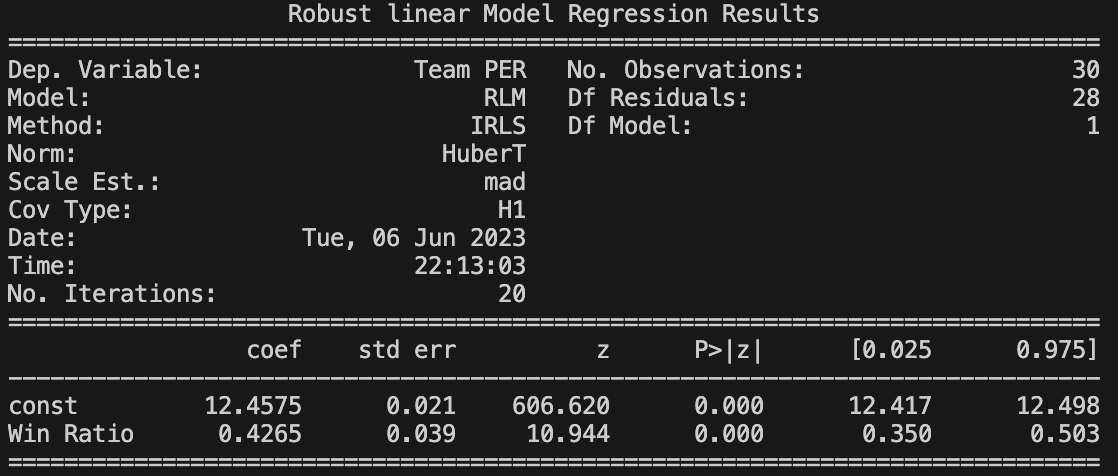 Robust linear Model Regression Results
==============================================================================
Dep. Variable: Team PER No. Observations: 30
Model: RLM Df Residuals: 28
Method: IRLS Df Model: 1
Norm: HuberT
Scale Est.: mad
Cov Type: H1
Date: Tue, 06 Jun 2023
Time: 22:13:03
No. Iterations: 20
==============================================================================
coef std err z P>|z| [0.025 0.975]
------------------------------------------------------------------------------
const 12.4575 0.021 606.620 0.000 12.417 12.498
Win Ratio 0.4265 0.039 10.944 0.000 0.350 0.503
==============================================================================